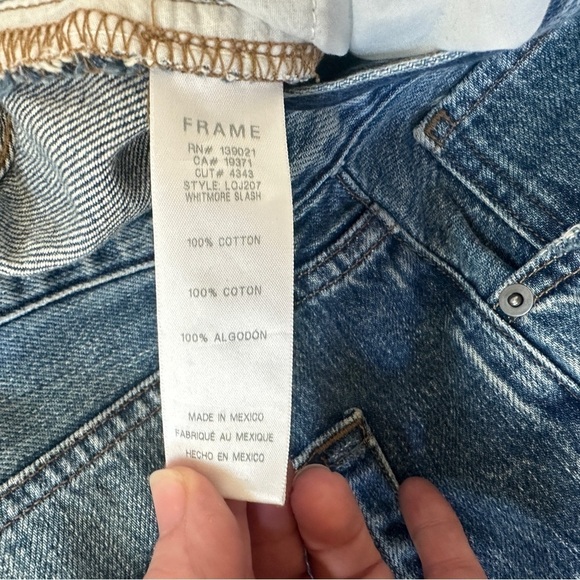 FRAME
RN# 139021
CA# 19371
CUT# 4343
STYLE: LOJ207
WHITMORE SLASH
100% COTTON
100% COTON
100% ALGODÓN
MADE IN MEXICO
FABRIQUÉ AU MEXIQUE
HECHO EN MEXICO